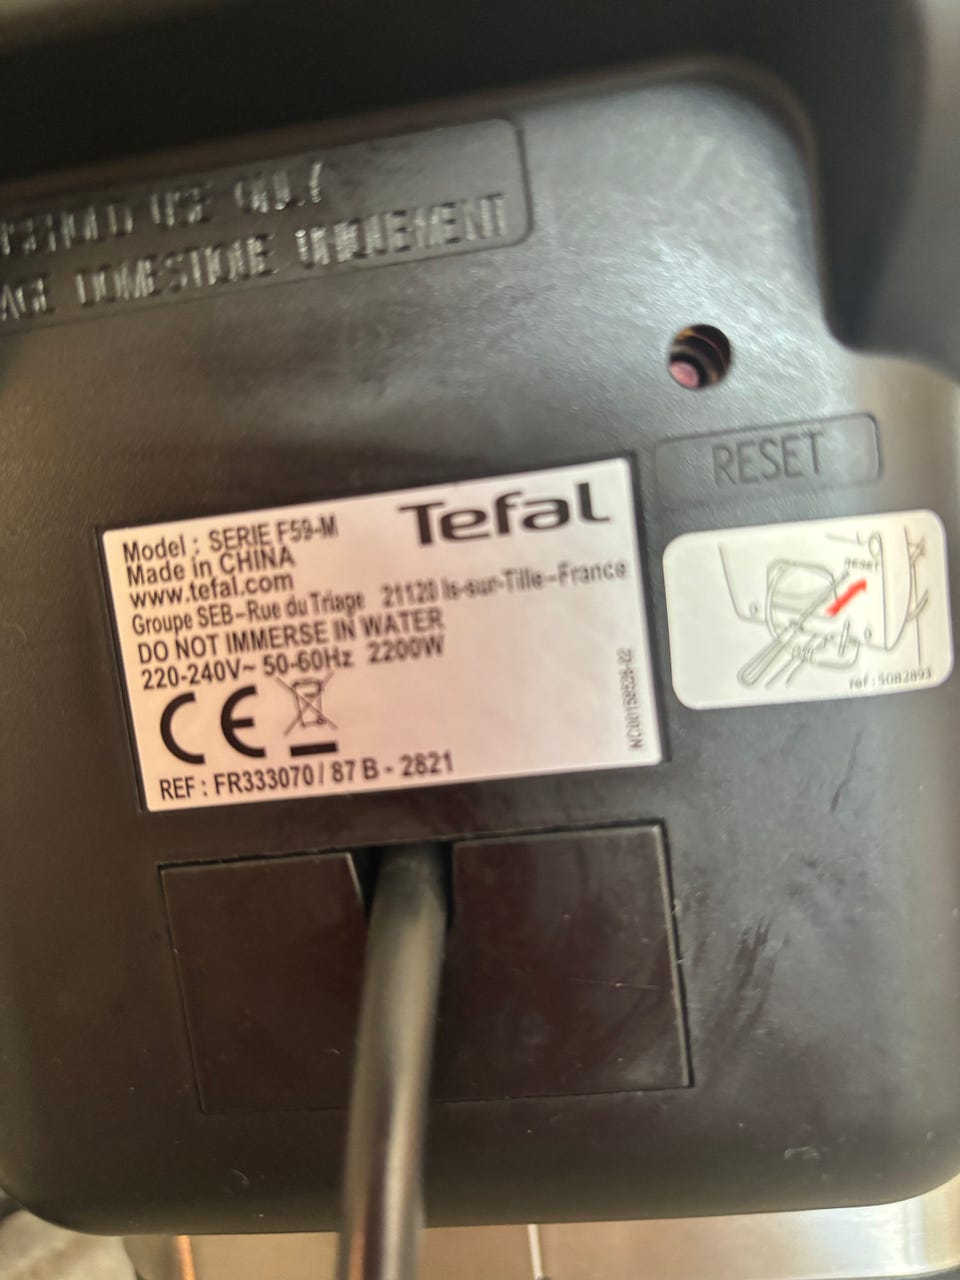 USE ONLY
DOMESTIQUE UNIQUEMENT
RESET
Tefal
Model : SERIE F59-M
Made in CHINA
www.tefal.com
Groupe SEB-Rue du Triage 21120 Is-sur-Tille-France
DO NOT IMMERSE IN WATER
220-240V~ 50-60Hz 2200W
CE
REF : FR333070 / 87 B - 2821
RESET
ref : 5082893